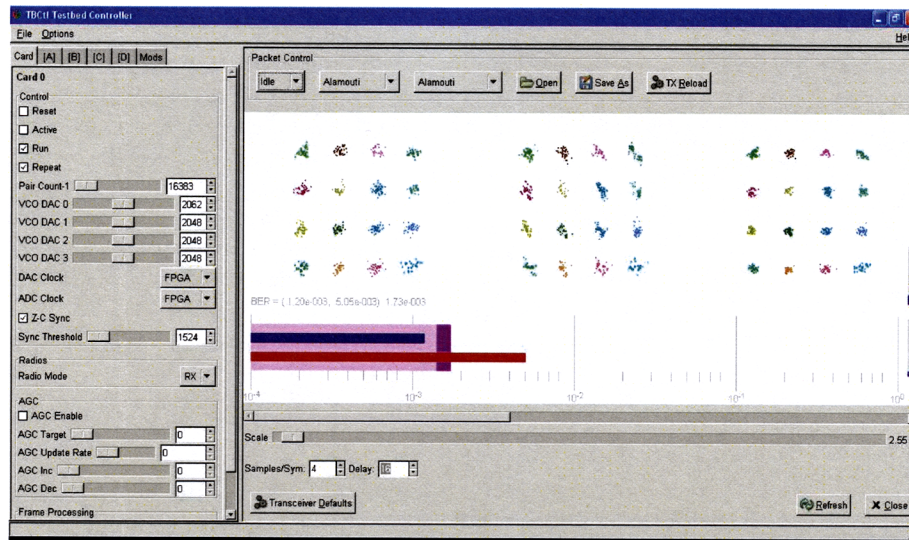 TBCtl Testbed Controller
File Options Hel
Card [A] [B] [C] [D] Mods
Card 0
Control
Reset
Active
Run
Repeat
Pair Count-1 16383
VCO DAC 0 2062
VCO DAC 1 2048
VCO DAC 2 2048
VCO DAC 3 2048
DAC Clock FPGA
ADC Clock FPGA
Z-C Sync
Sync Threshold 1524
Radios
Radio Mode RX
AGC
AGC Enable
AGC Target 0
AGC Update Rate 0
AGC Inc 0
AGC Dec 0
Frame Processing
Packet Control
Idle Alamouti Alamouti Open Save As TX Reload
BER = (1.20e-003, 5.05e-003) 1.73e-003
10^-4 10^-3 10^-2 10^-1 10^0
Scale 2.55
Samples/Sym: 4 Delay:
Transceiver Defaults Refresh Close